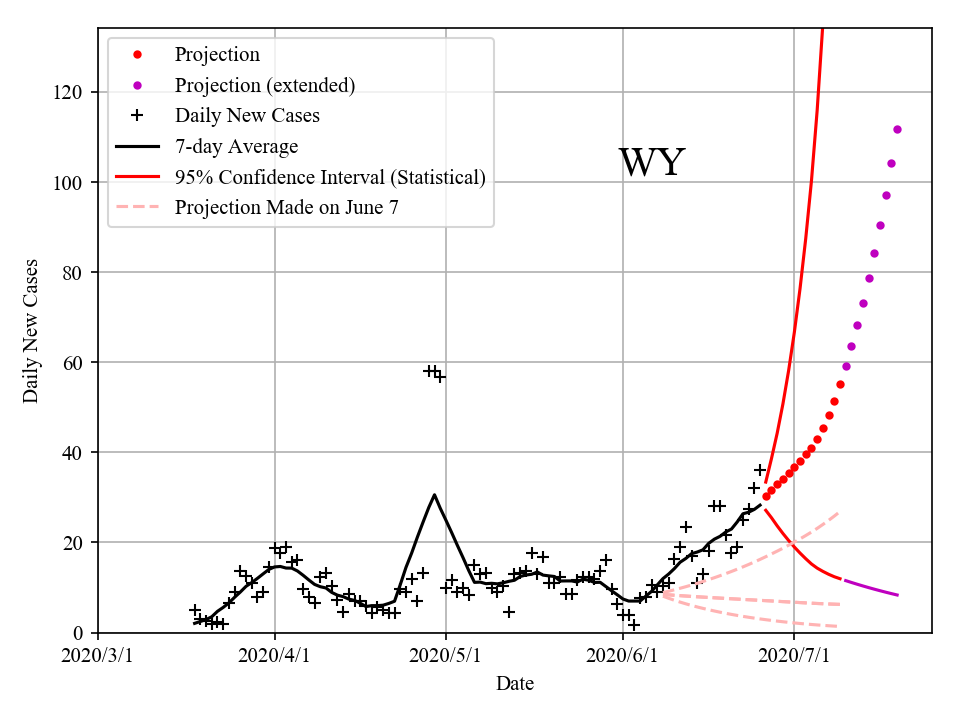 Projection
Projection (extended)
Daily New Cases
7-day Average
95% Confidence Interval (Statistical)
Projection Made on June 7
WY
120
100
80
60
40
20
0
Daily New Cases
2020/3/1
2020/4/1
2020/5/1
2020/6/1
2020/7/1
Date